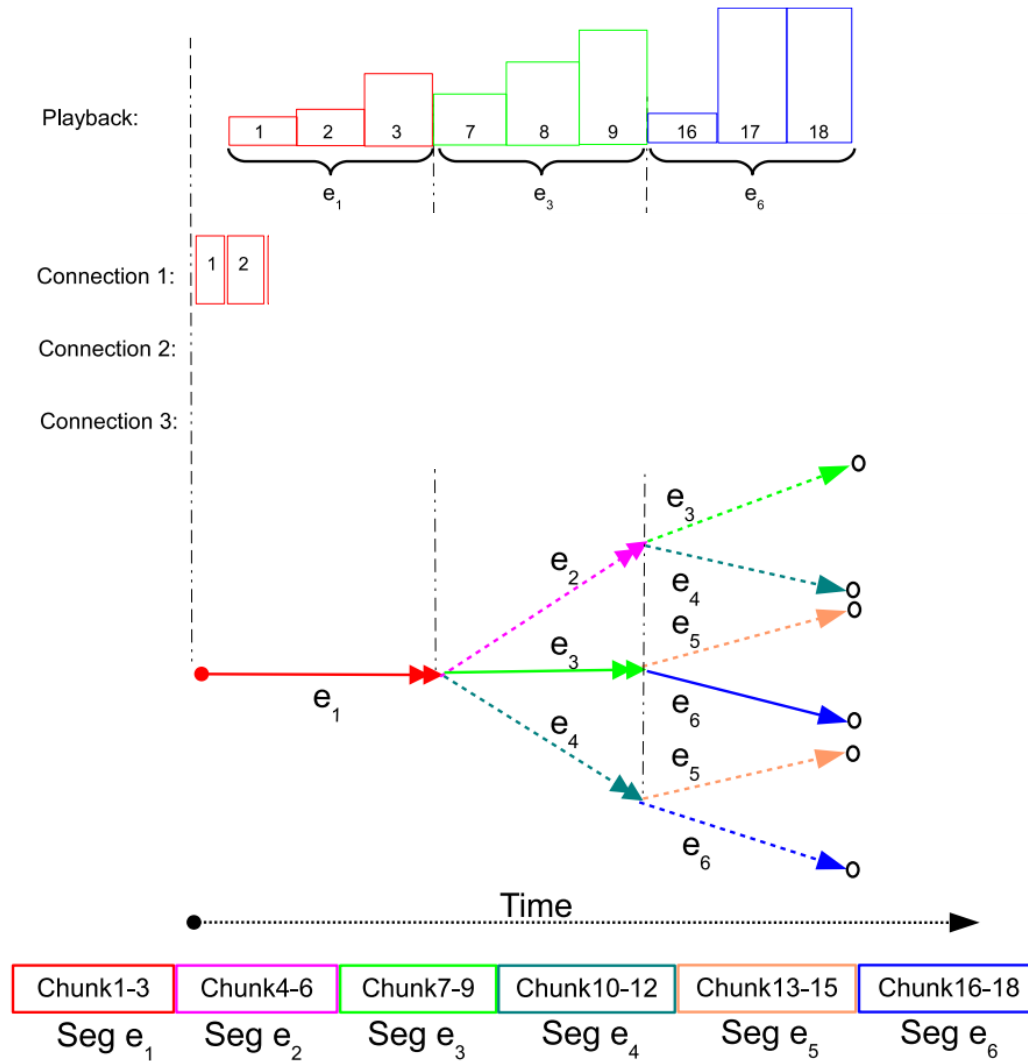 Playback:
1 2 3 7 8 9 16 17 18
e1 e3 e6
Connection 1:
1 2
Connection 2:
Connection 3:
e3
e2
e4
e5
e3
e1
e6
e4
e5
e6
Time
Chunk1-3 Chunk4-6 Chunk7-9 Chunk10-12 Chunk13-15 Chunk16-18
Seg e1 Seg e2 Seg e3 Seg e4 Seg e5 Seg e6